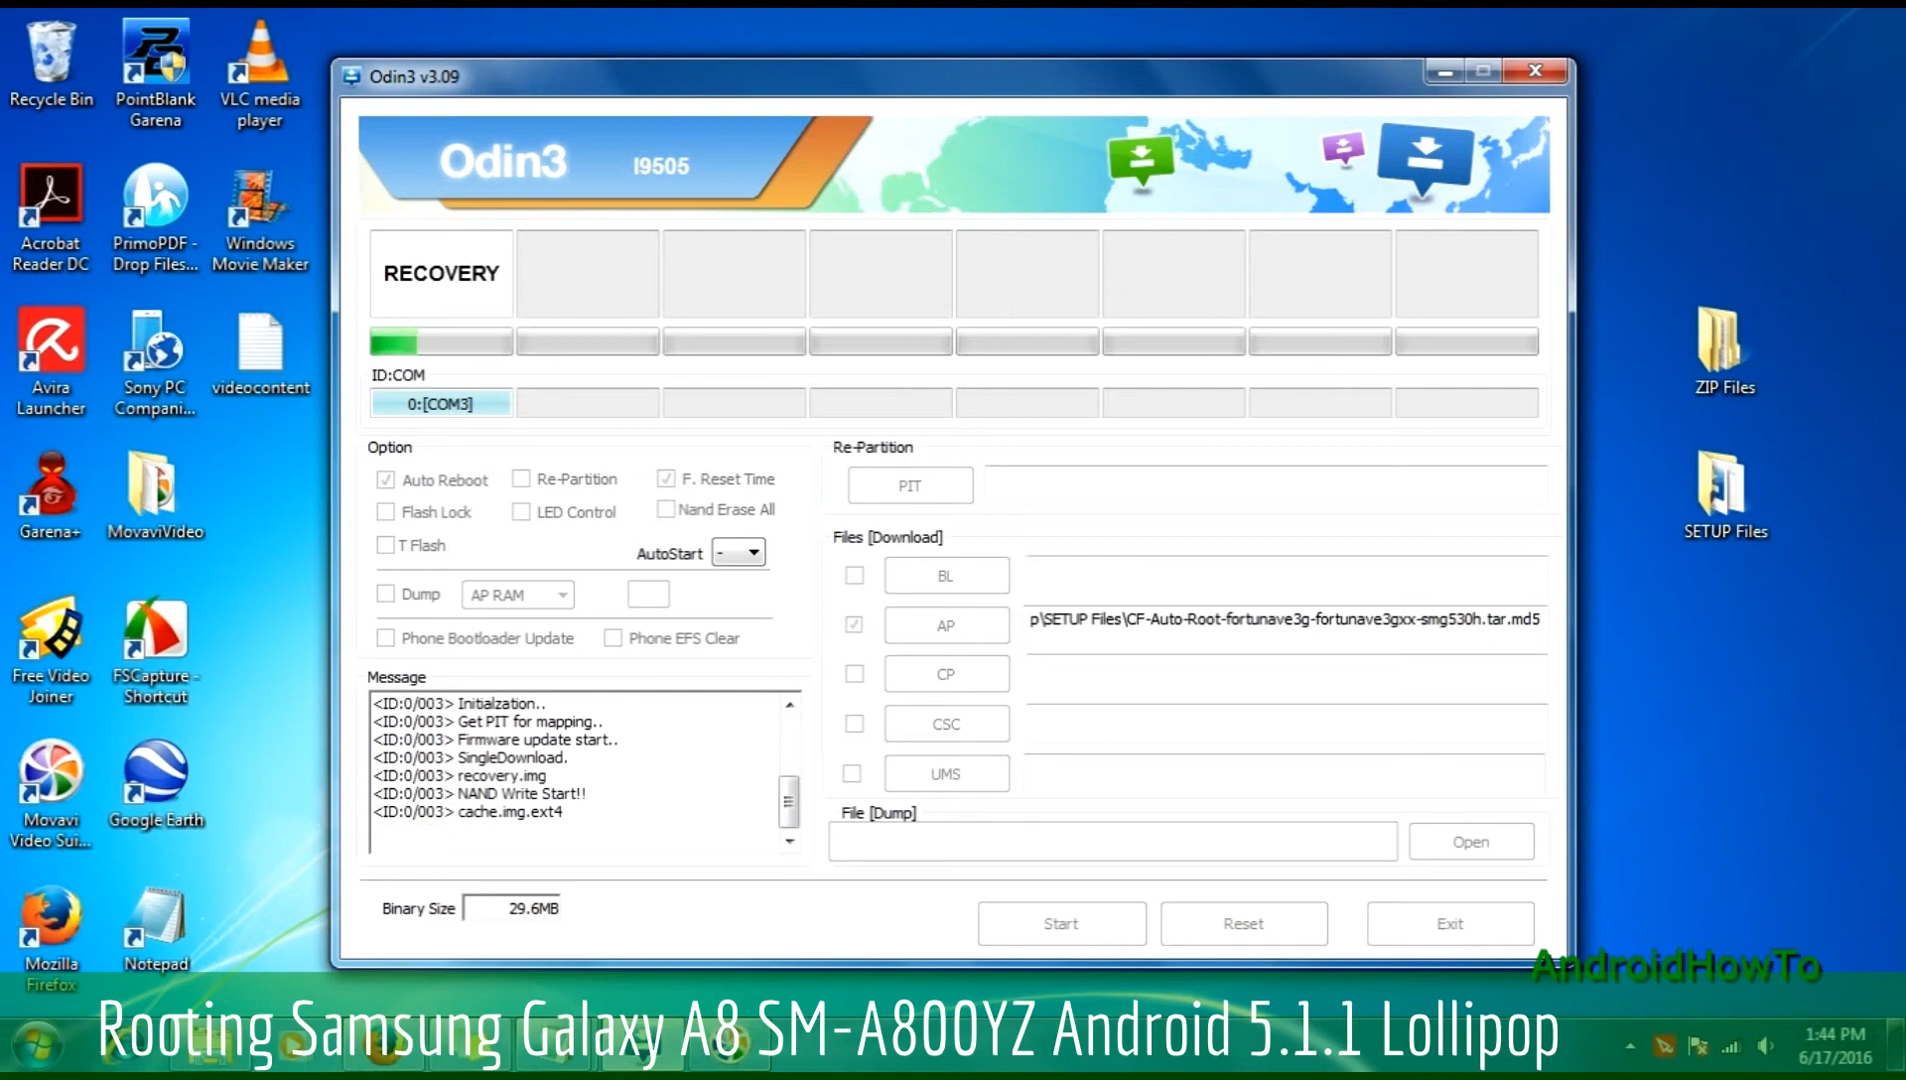 Recycle Bin
PointBlank
Garena
VLC media
player
Acrobat
Reader DC
PrimoPDF -
Drop Files...
Windows
Movie Maker
Avira
Launcher
Sony PC
Compani...
videocontent
Garena+
MovaviVideo
Free Video
Joiner
FSCapture -
Shortcut
Movavi
Video Sui...
Google Earth
Mozilla
Firefox
Notepad
Odin3 v3.09
Odin3 I9505
RECOVERY
ID:COM
0:[COM3]
Option
Auto Reboot
Re-Partition
F. Reset Time
Flash Lock
LED Control
Nand Erase All
T Flash
AutoStart -
Dump
AP RAM
Phone Bootloader Update
Phone EFS Clear
Message
<ID:0/003> Initialzation..
<ID:0/003> Get PIT for mapping..
<ID:0/003> Firmware update start..
<ID:0/003> SingleDownload.
<ID:0/003> recovery.img
<ID:0/003> NAND Write Start!!
<ID:0/003> cache.img.ext4
Binary Size 29.6MB
Re-Partition
PIT
Files [Download]
BL
AP p\SETUP Files\CF-Auto-Root-fortunave3g-fortunave3gxx-smg530h.tar.md5
CP
CSC
UMS
File [Dump]
Open
Start
Reset
Exit
ZIP Files
SETUP Files
AndroidHowTo
Rooting Samsung Galaxy A8 SM-A800YZ Android 5.1.1 Lollipop
1:44 PM
6/17/2016